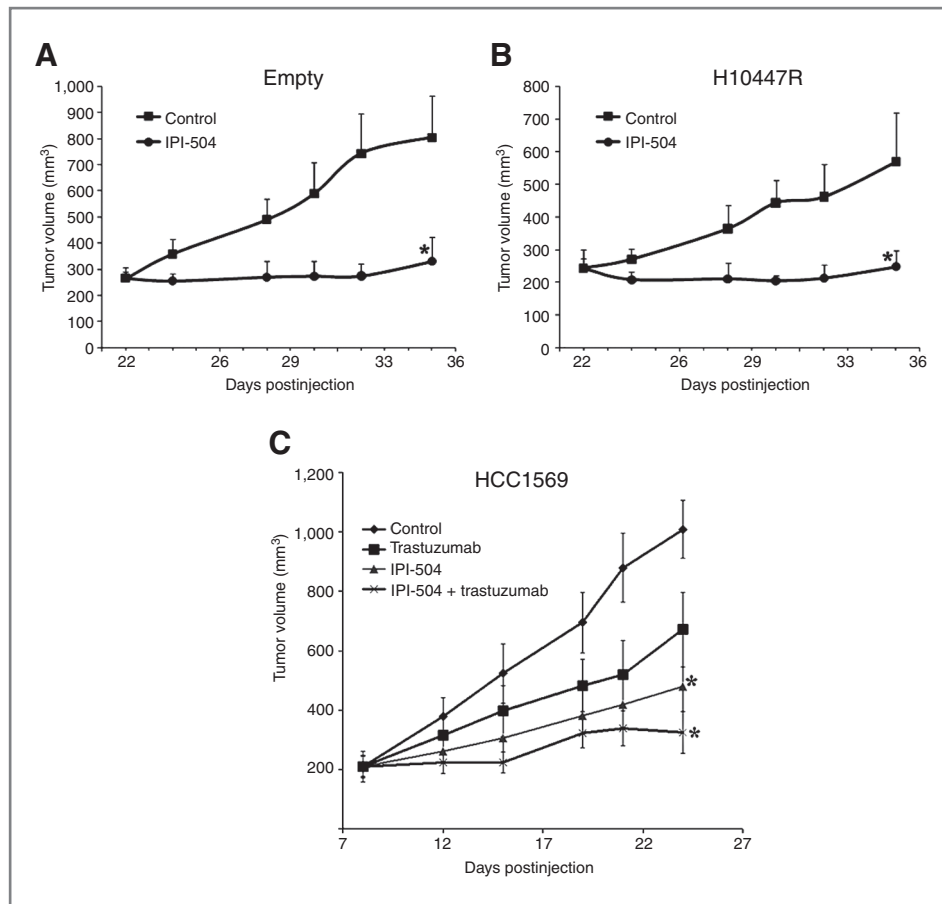 A
Empty
1,000
900
800
700
600
500
400
300
200
100
0
Tumor volume (mm³)
Control
IPI-504
*
22
26
29
33
36
Days postinjection
B
H10447R
800
700
600
500
400
300
200
100
0
Tumor volume (mm³)
Control
IPI-504
*
22
26
29
33
36
Days postinjection
C
HCC1569
1,200
1,000
800
600
400
200
Tumor volume (mm³)
Control
Trastuzumab
IPI-504
IPI-504 + trastuzumab
*
*
7
12
17
22
27
Days postinjection